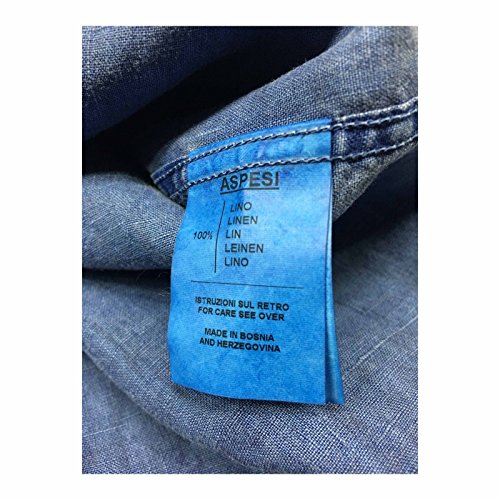 ASPESI
LINO
LINEN
100% LIN
LEINEN
LINO
ISTRUZIONI SUL RETRO
FOR CARE SEE OVER
MADE IN BOSNIA
AND HERZEGOVINA